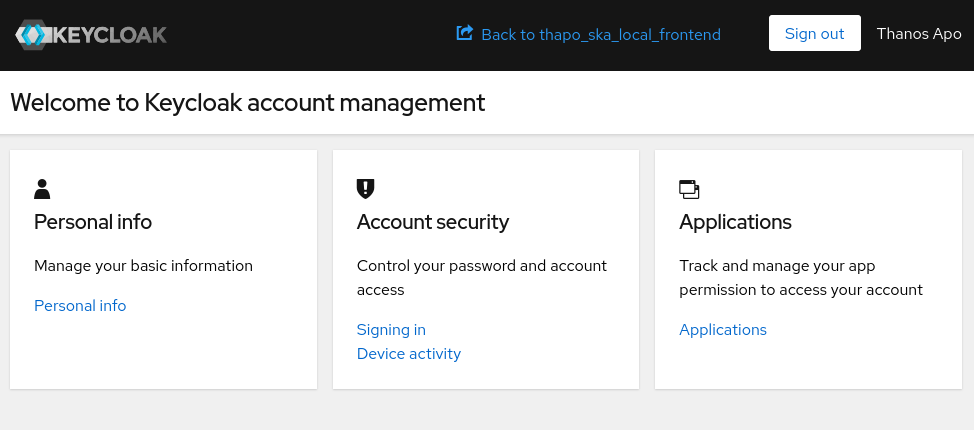 KEYCLOAK
Back to thapo_ska_local_frontend
Sign out
Thanos Apo
Welcome to Keycloak account management
Personal info
Manage your basic information
Personal info
Account security
Control your password and account
access
Signing in
Device activity
Applications
Track and manage your app
permission to access your account
Applications